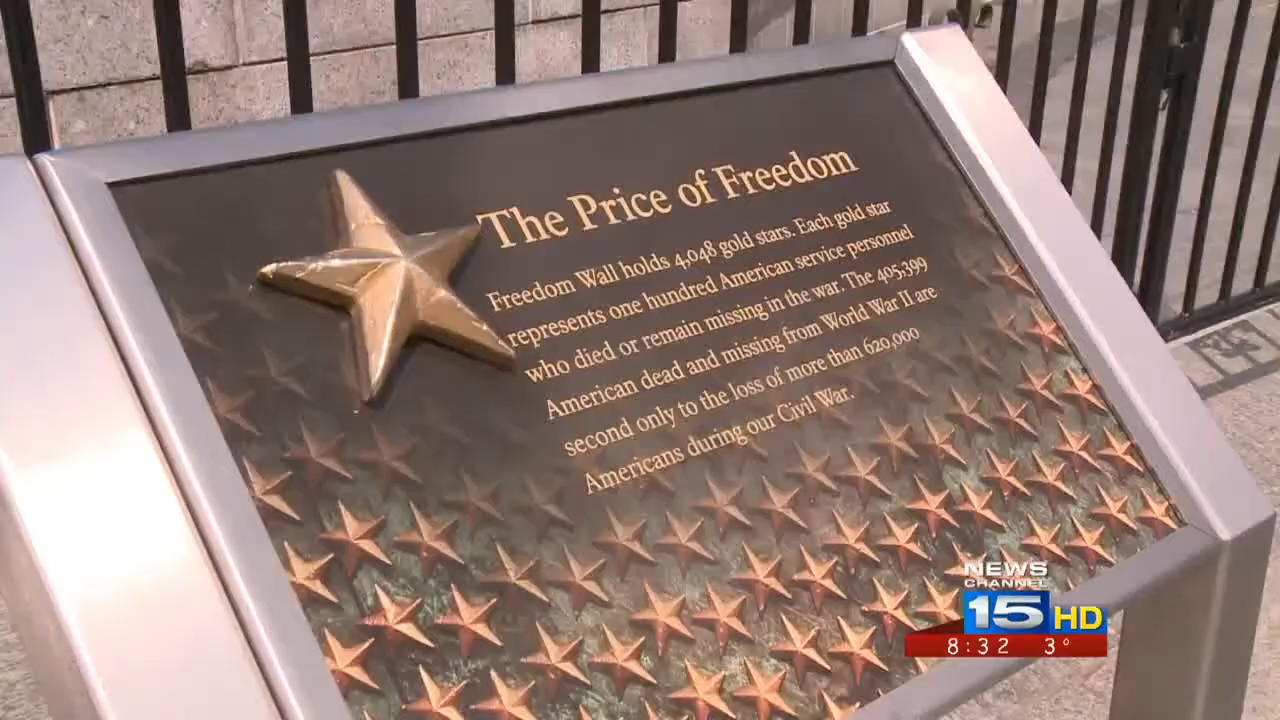 The Price of Freedom
Freedom Wall holds 4,048 gold stars. Each gold star
represents one hundred American service personnel
who died or remain missing in the war. The 405,399
American dead and missing from World War II are
second only to the loss of more than 620,000
Americans during our Civil War.
NEWS
CHANNEL
15 HD
8:32 3°